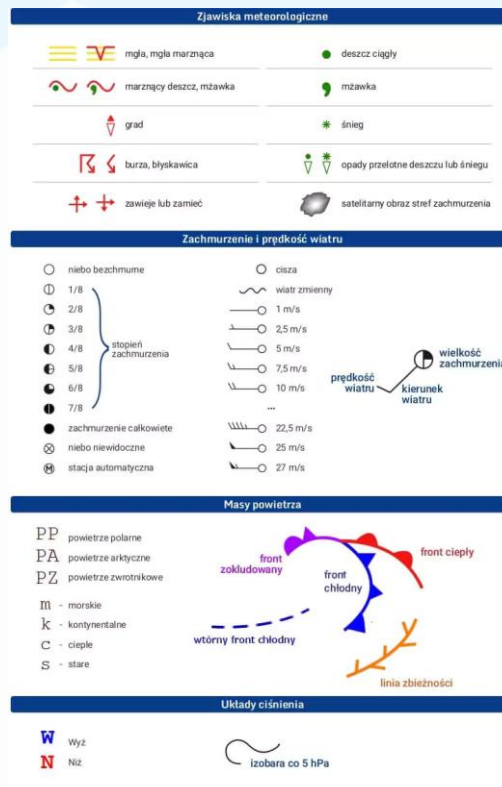 Zjawiska meteorologiczne
mgła, mgła marznąca
deszcz ciągły
marznący deszcz, mżawka
mżawka
grad
śnieg
burza, błyskawica
opady przelotne deszczu lub śniegu
zawieje lub zamieć
satelitarny obraz stref zachmurzenia
Zachmurzenie i prędkość wiatru
niebo bezchmurne
cisza
1/8
wiatr zmienny
2/8
1 m/s
3/8
2,5 m/s
4/8
5 m/s
stopień
zachmurzenia
5/8
7,5 m/s
6/8
10 m/s
7/8
...
wielkość
zachmurzenia
prędkość
wiatru
kierunek
wiatru
zachmurzenie całkowiete
22,5 m/s
niebo niewidoczne
25 m/s
M
stacja automatyczna
27 m/s
Masy powietrza
PP powietrze polarne
PA powietrze arktyczne
PZ powietrze zwrotnikowe
m - morskie
k - kontynentalne
c - ciepłe
s - stare
front
zokludowany
front
chłodny
front ciepły
wtórny front chłodny
linia zbieżności
Układy ciśnienia
W Wyż
N Niż
izobara co 5 hPa